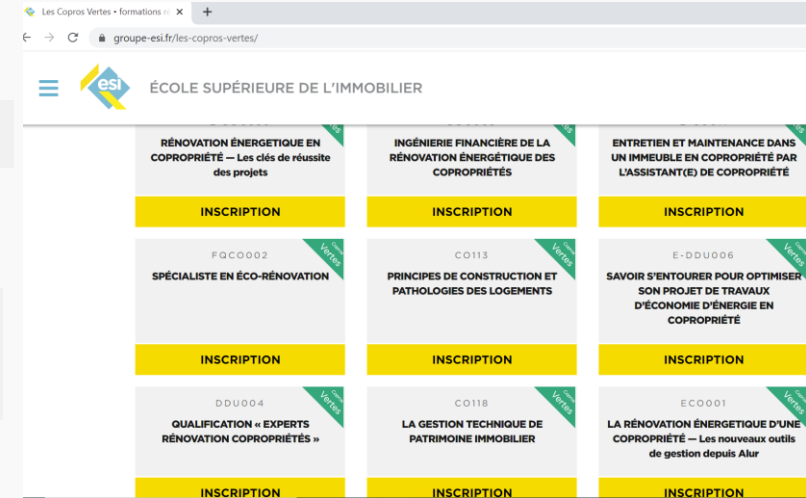 Les Copros Vertes • formations
groupe-esi.fr/les-copros-vertes/
esi
ÉCOLE SUPÉRIEURE DE L'IMMOBILIER
RÉNOVATION ÉNERGETIQUE EN
COPROPRIÉTÉ — Les clés de réussite
des projets
INSCRIPTION
INGÉNIERIE FINANCIÈRE DE LA
RÉNOVATION ÉNERGÉTIQUE DES
COPROPRIÉTÉS
INSCRIPTION
ENTRETIEN ET MAINTENANCE DANS
UN IMMEUBLE EN COPROPRIÉTÉ PAR
L'ASSISTANT(E) DE COPROPRIÉTÉ
INSCRIPTION
FQCO002
Vertes
SPÉCIALISTE EN ÉCO-RÉNOVATION
INSCRIPTION
CO113
Vertes
PRINCIPES DE CONSTRUCTION ET
PATHOLOGIES DES LOGEMENTS
INSCRIPTION
E-DDU006
Vertes
SAVOIR S'ENTOURER POUR OPTIMISER
SON PROJET DE TRAVAUX
D'ÉCONOMIE D'ÉNERGIE EN
COPROPRIÉTÉ
INSCRIPTION
DDU004
Vertes
QUALIFICATION « EXPERTS
RÉNOVATION COPROPRIÉTÉS »
INSCRIPTION
CO118
Vertes
LA GESTION TECHNIQUE DE
PATRIMOINE IMMOBILIER
INSCRIPTION
ECO001
Vertes
LA RÉNOVATION ÉNERGETIQUE D'UNE
COPROPRIÉTÉ — Les nouveaux outils
de gestion depuis Alur
INSCRIPTION